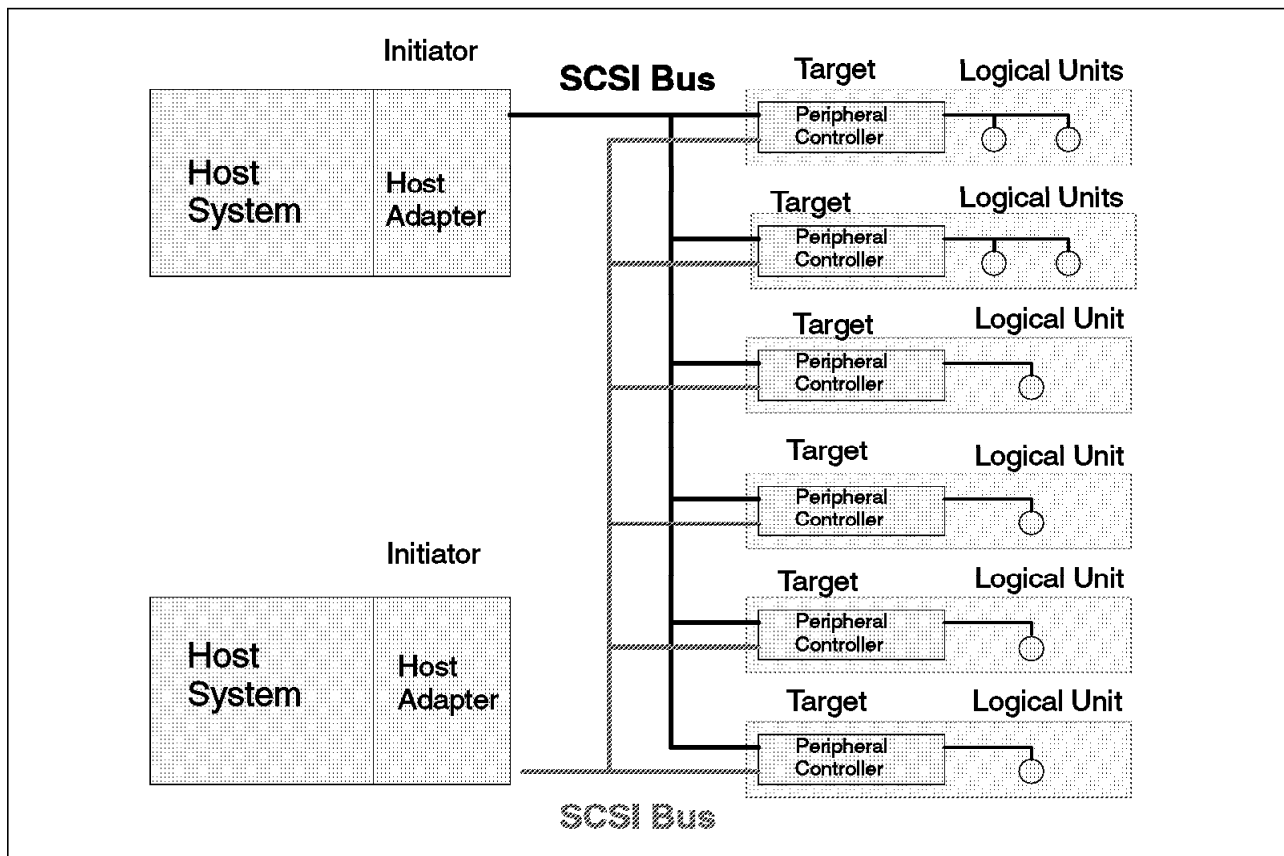 Initiator
SCSI Bus
Target
Logical Units
Host
System
Host
Adapter
Peripheral
Controller
Target
Logical Units
Peripheral
Controller
Target
Logical Unit
Peripheral
Controller
Target
Logical Unit
Peripheral
Controller
Initiator
Host
System
Host
Adapter
Target
Logical Unit
Peripheral
Controller
Target
Logical Unit
Peripheral
Controller
SCSI Bus